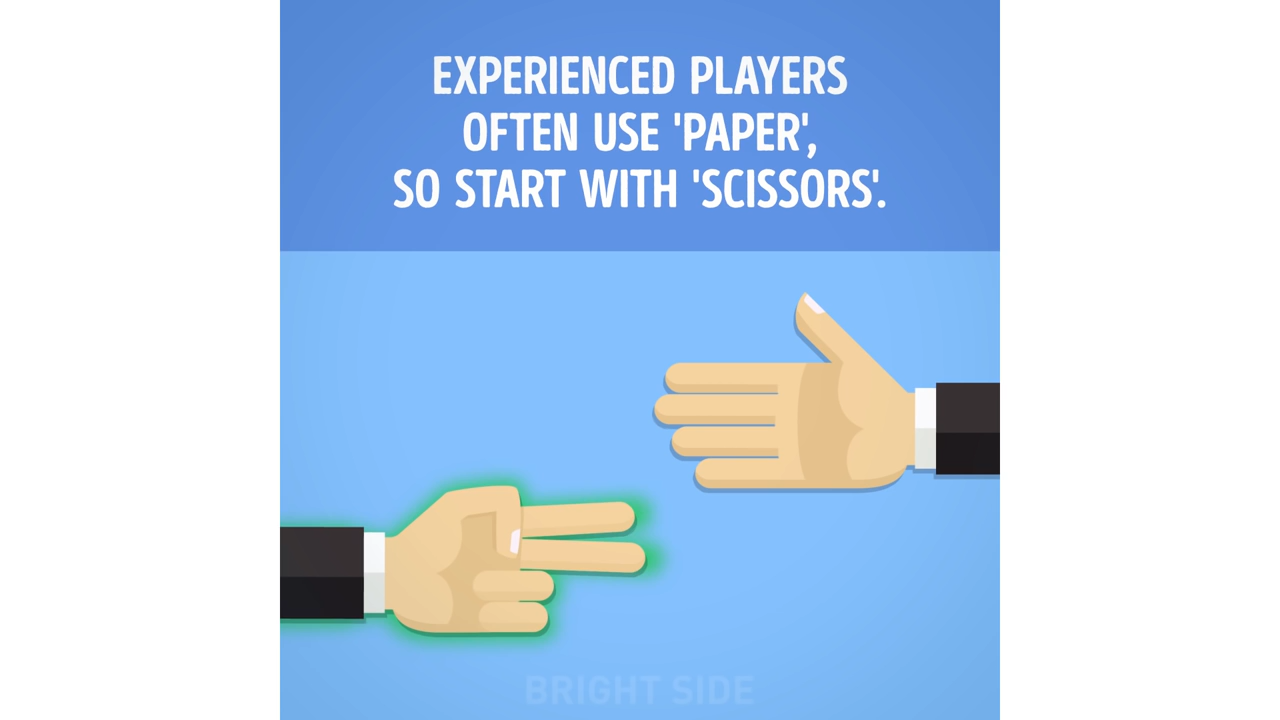 EXPERIENCED PLAYERS
OFTEN USE 'PAPER',
SO START WITH 'SCISSORS'.
BRIGHT SIDE